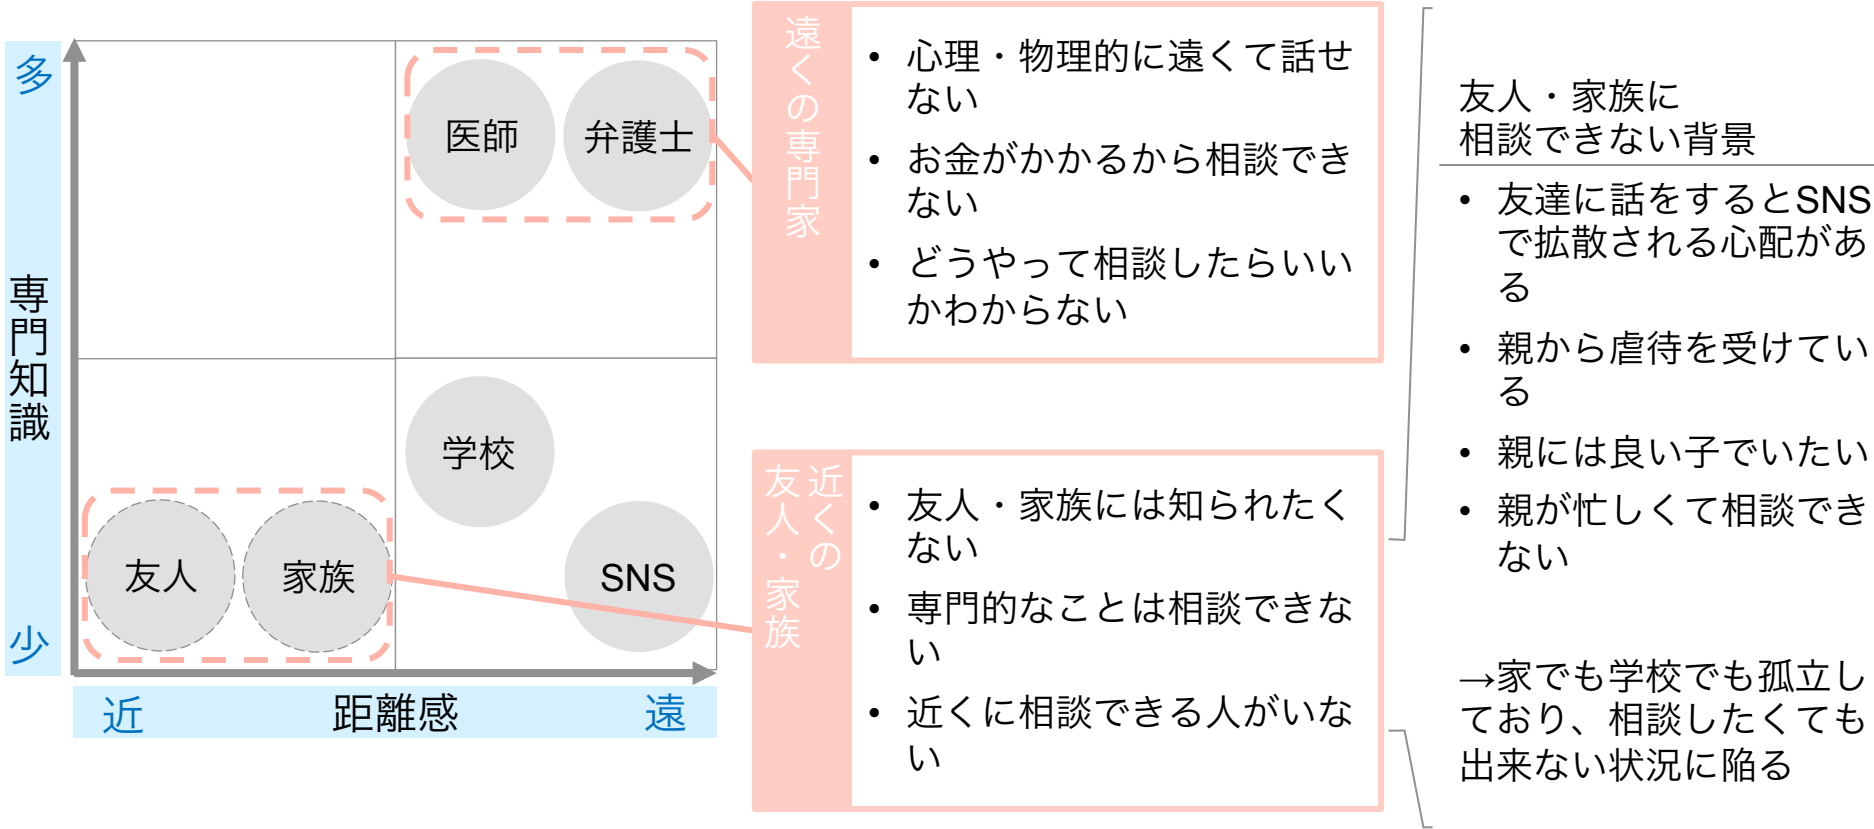 多
専門知識
少
医師
弁護士
学校
友人
家族
SNS
近
距離感
遠
遠くの専門家
• 心理・物理的に遠くて話せ
ない
• お金がかかるから相談でき
ない
• どうやって相談したらいい
かわからない
近くの
友人・家族
• 友人・家族には知られたく
ない
• 専門的なことは相談できな
い
• 近くに相談できる人がいな
い
友人・家族に
相談できない背景
• 友達に話をするとSNS
で拡散される心配があ
る
• 親から虐待を受けてい
る
• 親には良い子でいたい
• 親が忙しくて相談でき
ない
→家でも学校でも孤立し
ており、相談したくても
出来ない状況に陥る